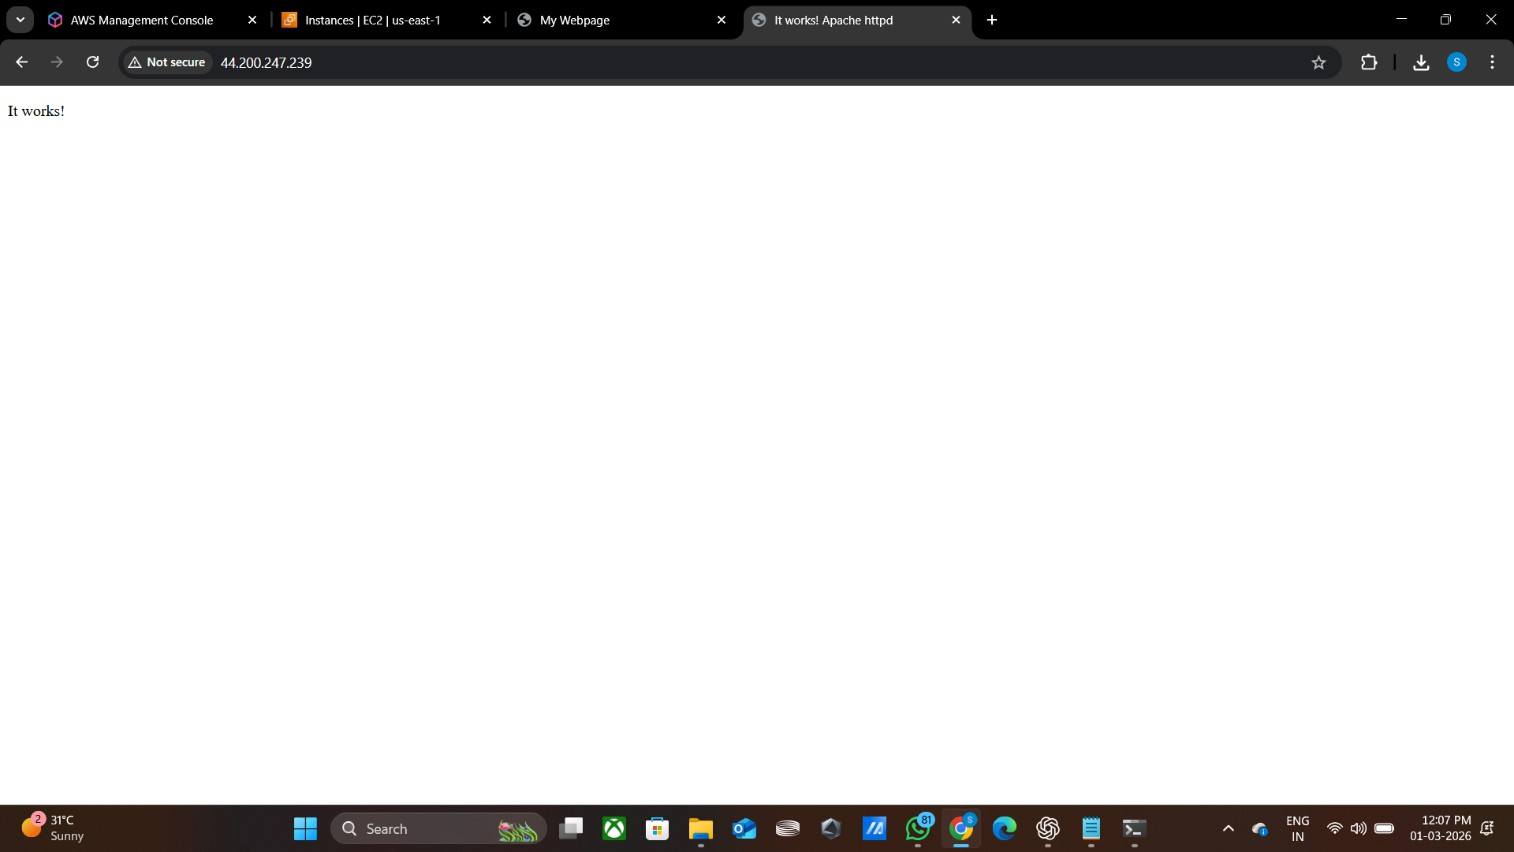 AWS Management Console
Instances | EC2 | us-east-1
My Webpage
It works! Apache httpd
Not secure
44.200.247.239
S
It works!
2
31°C
Sunny
Search
81
S
ENG
IN
12:07 PM
01-03-2026